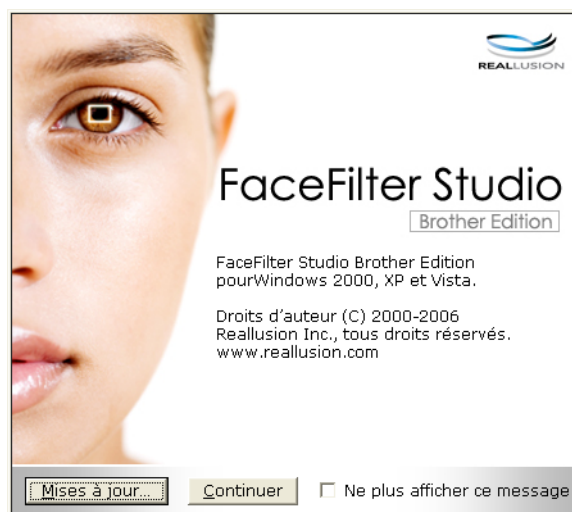 REALLUSION
FaceFilter Studio
Brother Edition
FaceFilter Studio Brother Edition
pourWindows 2000, XP et Vista.
Droits d'auteur (C) 2000-2006
Reallusion Inc., tous droits réservés.
www.reallusion.com
Mises à jour...
Continuer
Ne plus afficher ce message